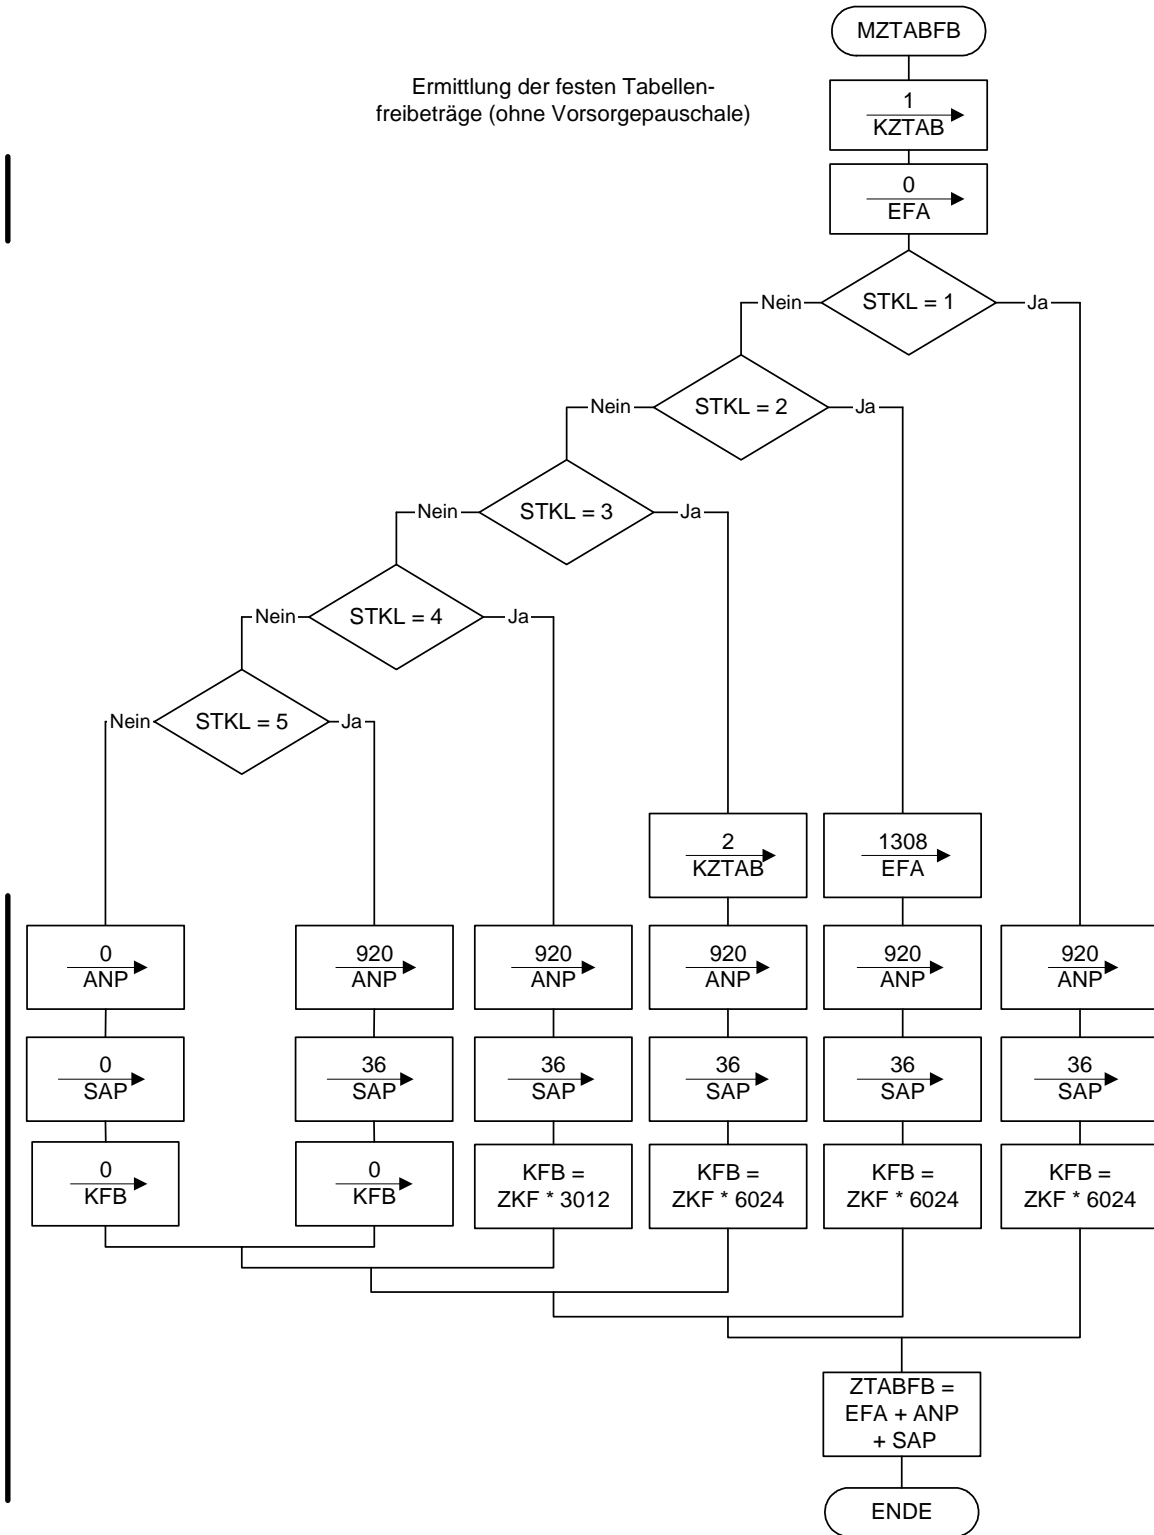 MZTABFB
Ermittlung der festen Tabellen-
freibeträge (ohne Vorsorgepauschale)
1
KZTAB
0
EFA
Nein
STKL = 1
Ja
Nein
STKL = 2
Ja
Nein
STKL = 3
Ja
Nein
STKL = 4
Ja
Nein
STKL = 5
Ja
2
KZTAB
1308
EFA
0
ANP
920
ANP
920
ANP
920
ANP
920
ANP
920
ANP
0
SAP
36
SAP
36
SAP
36
SAP
36
SAP
36
SAP
0
KFB
0
KFB
KFB =
ZKF * 3012
KFB =
ZKF * 6024
KFB =
ZKF * 6024
KFB =
ZKF * 6024
ZTABFB =
EFA + ANP
+ SAP
ENDE